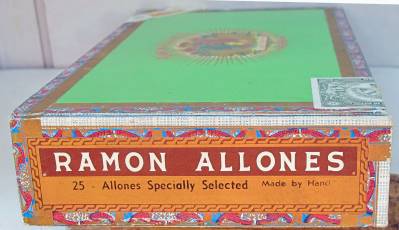 RAMON ALLONES
25 - Allones Specially Selected Made by Hand